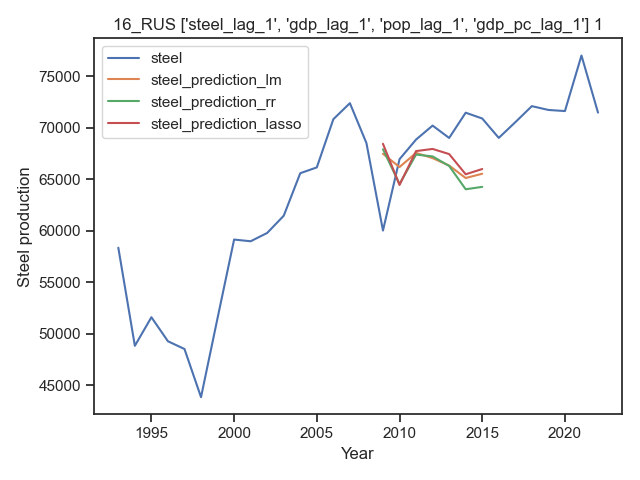 16_RUS ['steel_lag_1', 'gdp_lag_1', 'pop_lag_1', 'gdp_pc_lag_1'] 1
steel
steel_prediction_lm
steel_prediction_rr
steel_prediction_lasso
Steel production
75000
70000
65000
60000
55000
50000
45000
1995
2000
2005
2010
2015
2020
Year